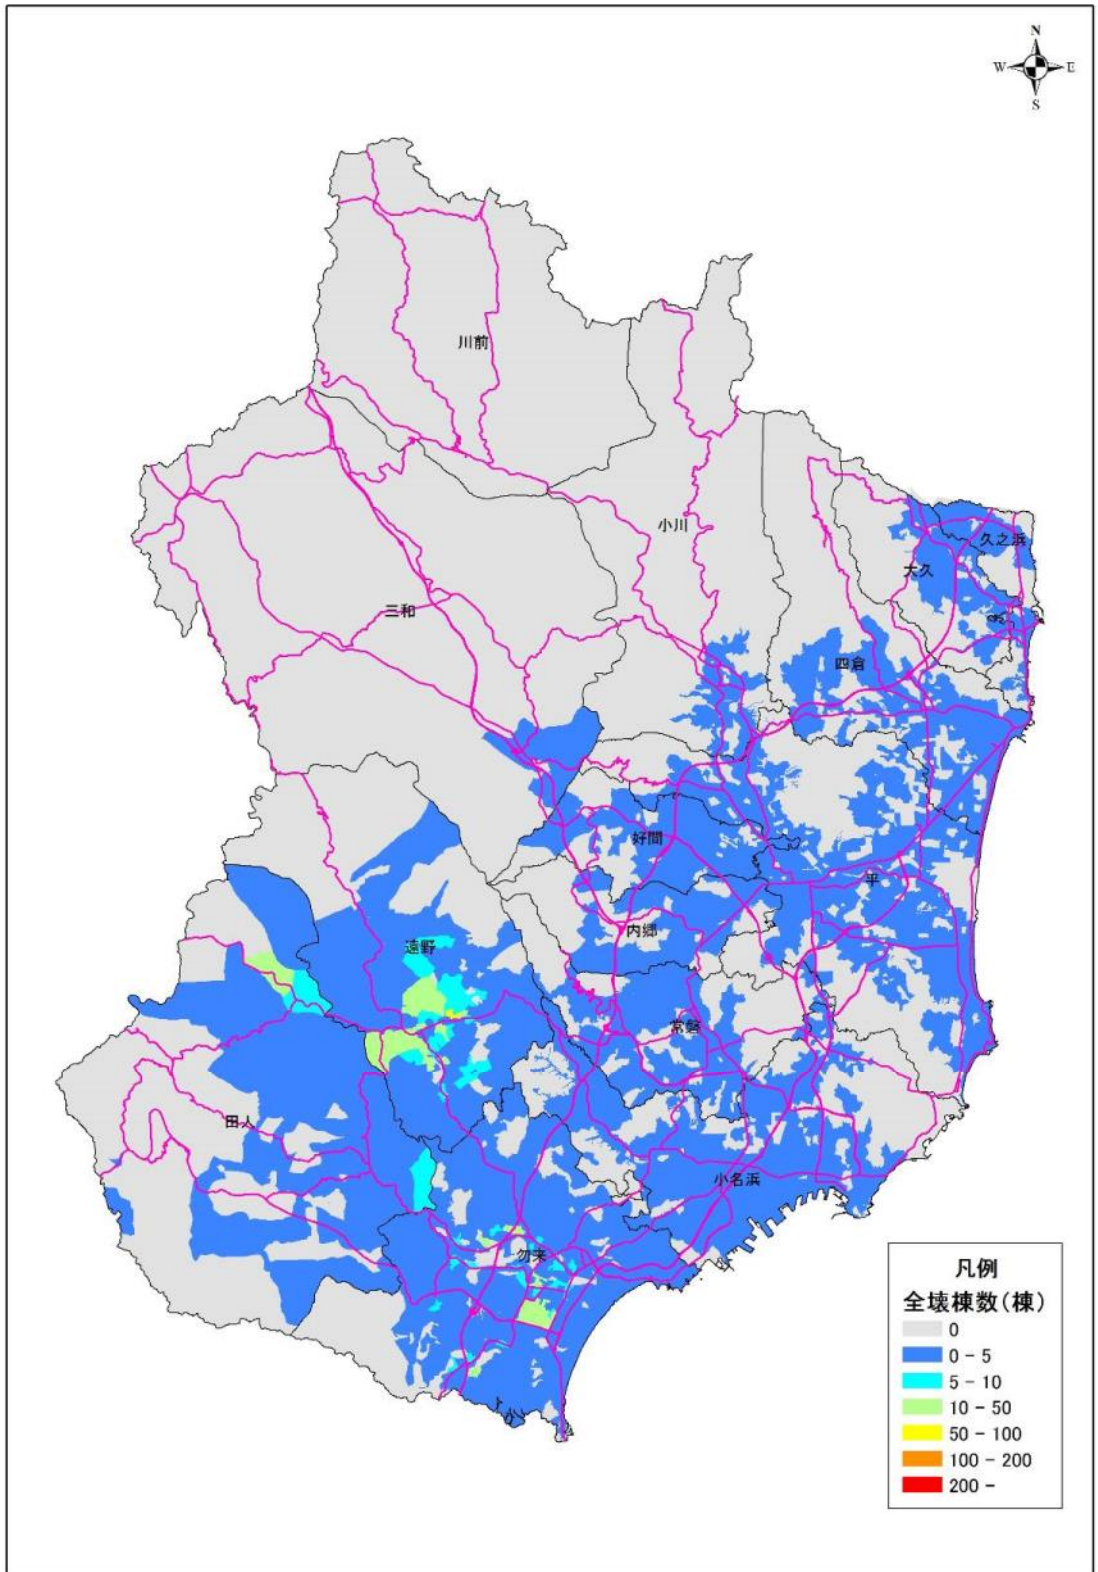 N
W E
S
川前
小川
久之浜
大久
三和
四倉
好間
平
内郷
遠野
常磐
田人
小名浜
勿来
凡例
全壊棟数(棟)
0
0 - 5
5 - 10
10 - 50
50 - 100
100 - 200
200 -